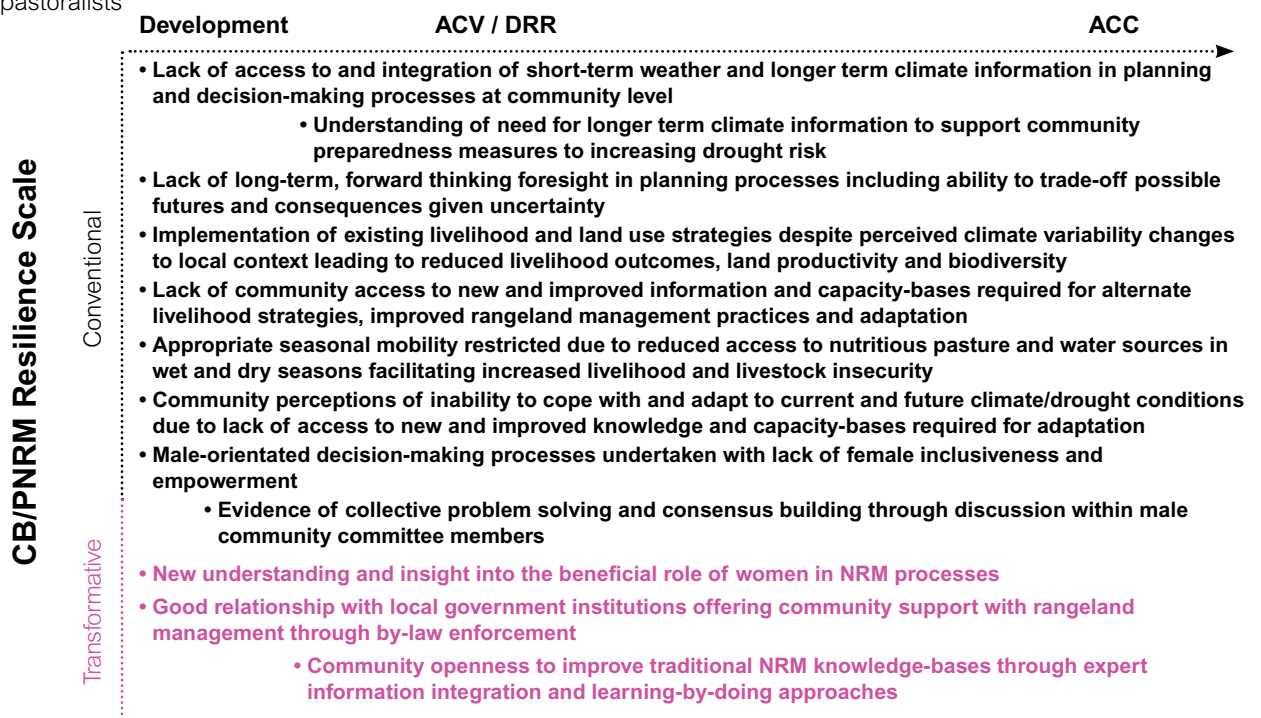 pastoralists
Development ACV / DRR ACC
CB/PNRM Resilience Scale
Conventional
• Lack of access to and integration of short-term weather and longer term climate information in planning
and decision-making processes at community level
• Understanding of need for longer term climate information to support community
preparedness measures to increasing drought risk
• Lack of long-term, forward thinking foresight in planning processes including ability to trade-off possible
futures and consequences given uncertainty
• Implementation of existing livelihood and land use strategies despite perceived climate variability changes
to local context leading to reduced livelihood outcomes, land productivity and biodiversity
• Lack of community access to new and improved information and capacity-bases required for alternate
livelihood strategies, improved rangeland management practices and adaptation
• Appropriate seasonal mobility restricted due to reduced access to nutritious pasture and water sources in
wet and dry seasons facilitating increased livelihood and livestock insecurity
• Community perceptions of inability to cope with and adapt to current and future climate/drought conditions
due to lack of access to new and improved knowledge and capacity-bases required for adaptation
• Male-orientated decision-making processes undertaken with lack of female inclusiveness and
empowerment
• Evidence of collective problem solving and consensus building through discussion within male
community committee members
Transformative
• New understanding and insight into the beneficial role of women in NRM processes
• Good relationship with local government institutions offering community support with rangeland
management through by-law enforcement
• Community openness to improve traditional NRM knowledge-bases through expert
information integration and learning-by-doing approaches